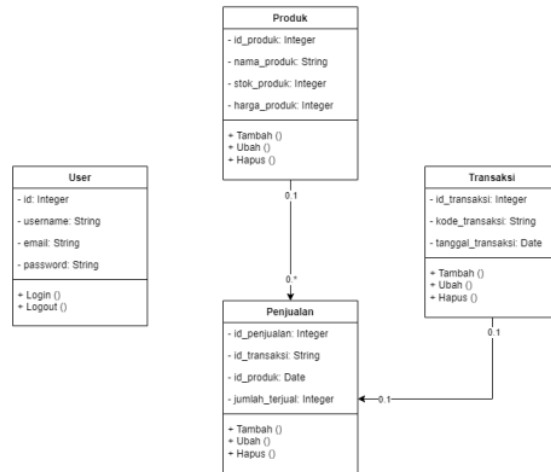 Produk
- id_produk: Integer
- nama_produk: String
- stok_produk: Integer
- harga_produk: Integer
+ Tambah ()
+ Ubah ()
+ Hapus ()
User
- id: Integer
- username: String
- email: String
- password: String
+ Login ()
+ Logout ()
Transaksi
- id_transaksi: Integer
- kode_transaksi: String
- tanggal_transaksi: Date
+ Tambah ()
+ Ubah ()
+ Hapus ()
0.1
0.*
Penjualan
- id_penjualan: Integer
- id_transaksi: String
- id_produk: Date
- jumlah_terjual: Integer
+ Tambah ()
+ Ubah ()
+ Hapus ()
0.1
0.1